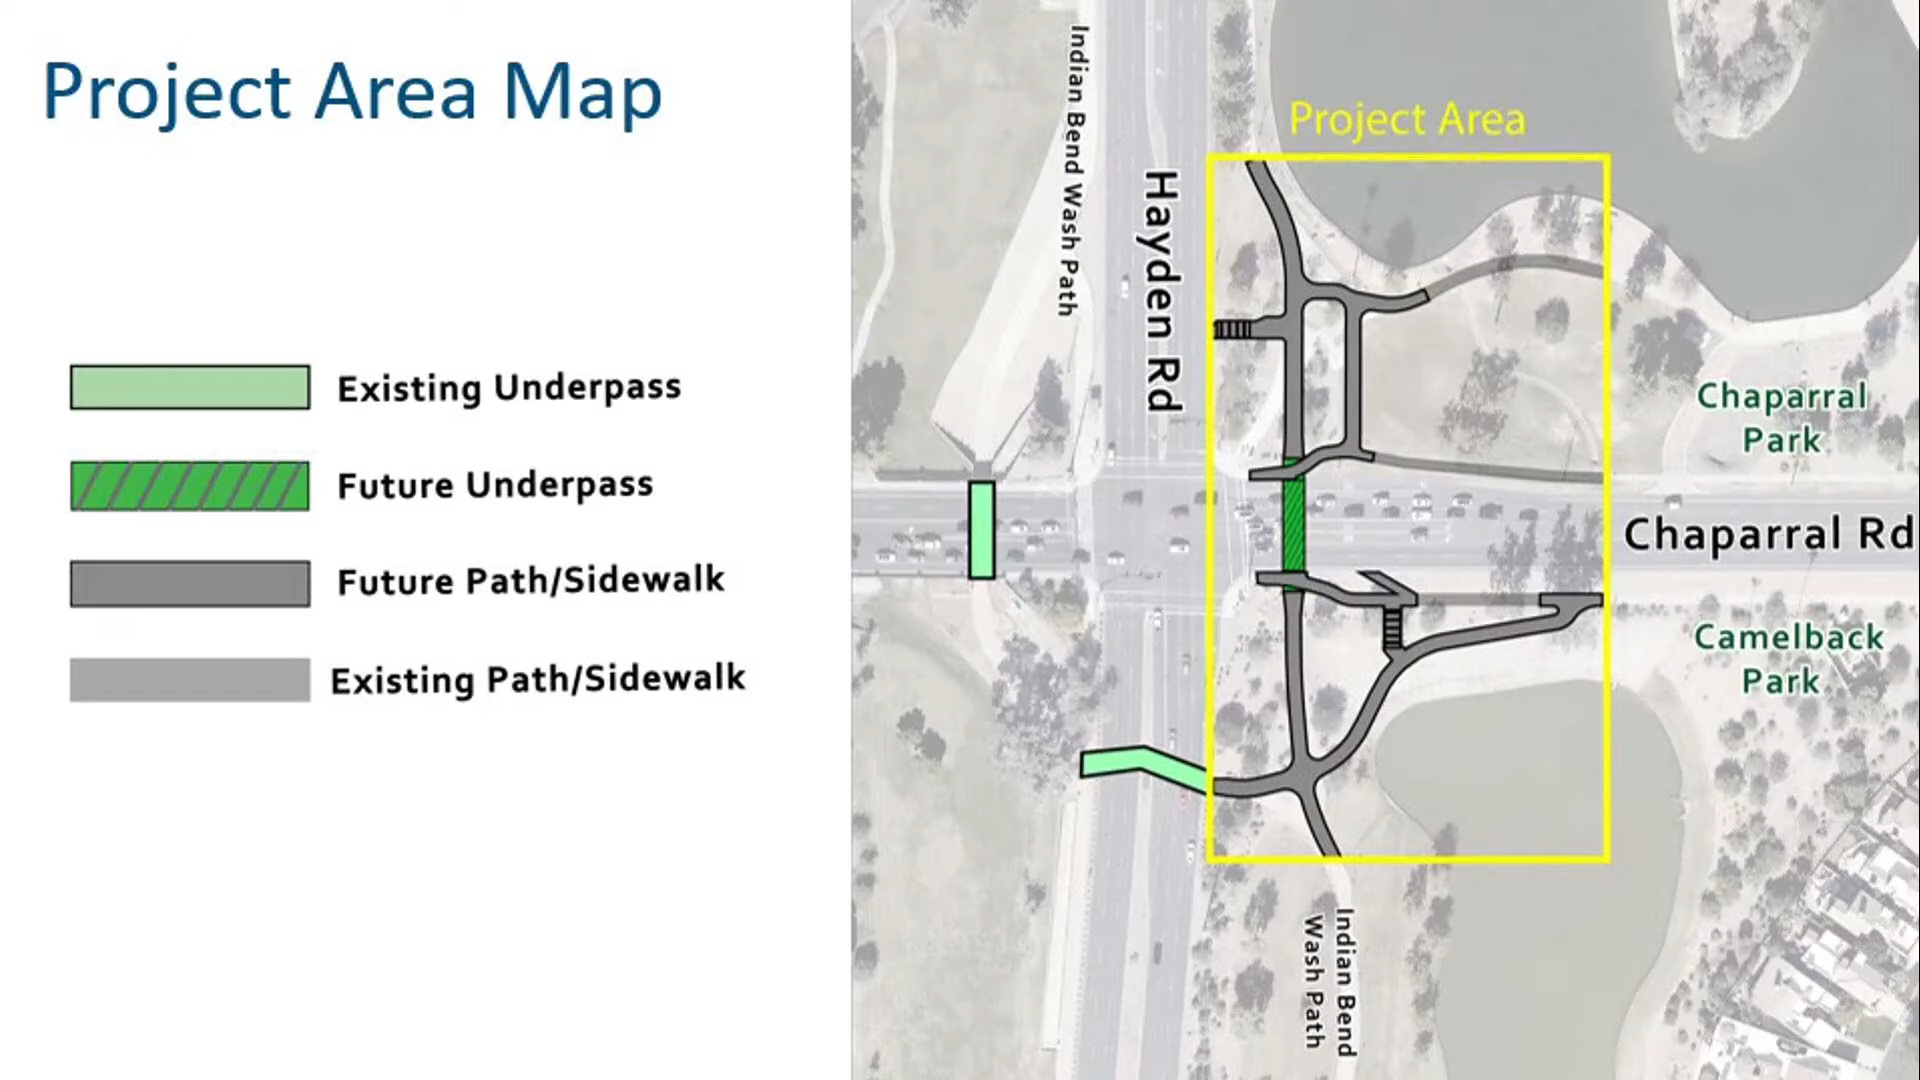 Project Area Map
Existing Underpass
Future Underpass
Future Path/Sidewalk
Existing Path/Sidewalk
Indian Bend Wash Path
Hayden Rd
Project Area
Chaparral
Park
Chaparral Rd
Camelback
Park
Indian Bend
Wash Path